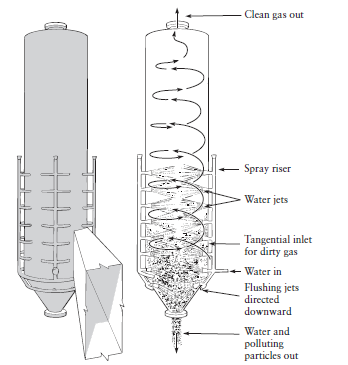 Clean gas out
Spray riser
Water jets
Tangential inlet
for dirty gas
Water in
Flushing jets
directed
downward
Water and
polluting
particles out